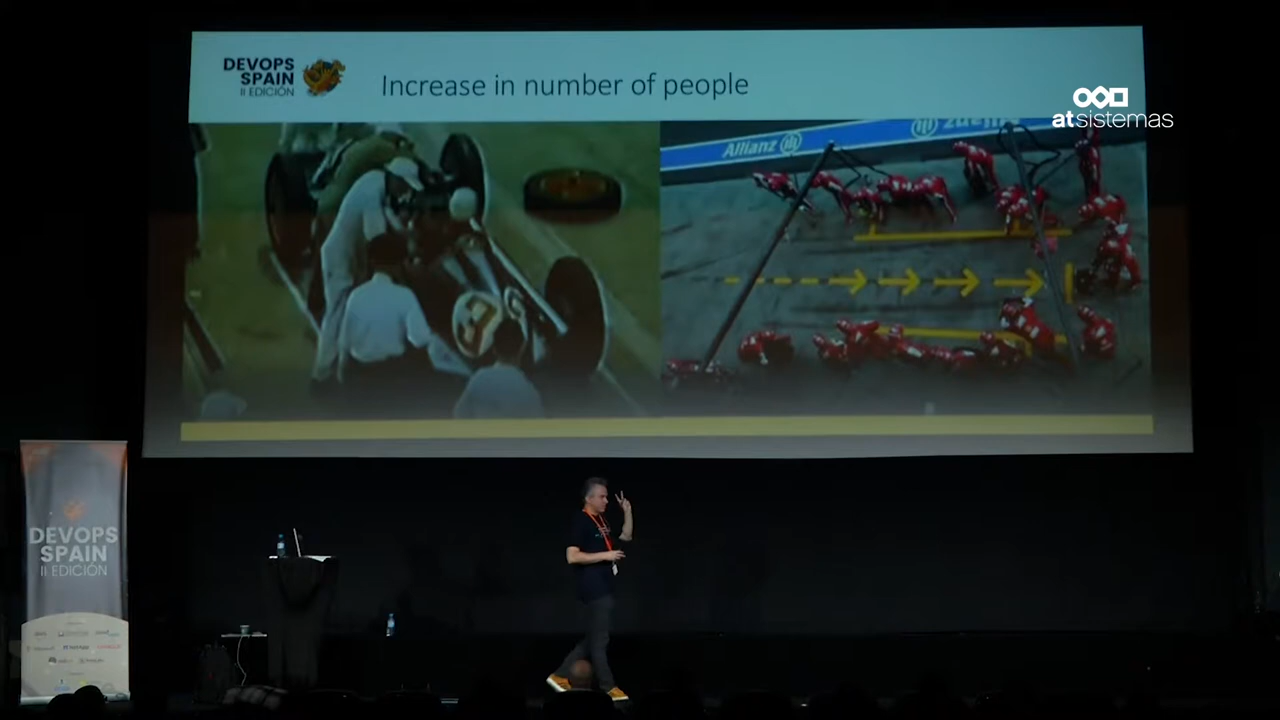 DEVOPS
SPAIN
II EDICIÓN
Increase in number of people
atsistemas
Allianz
DEVOPS
SPAIN
II EDICIÓN